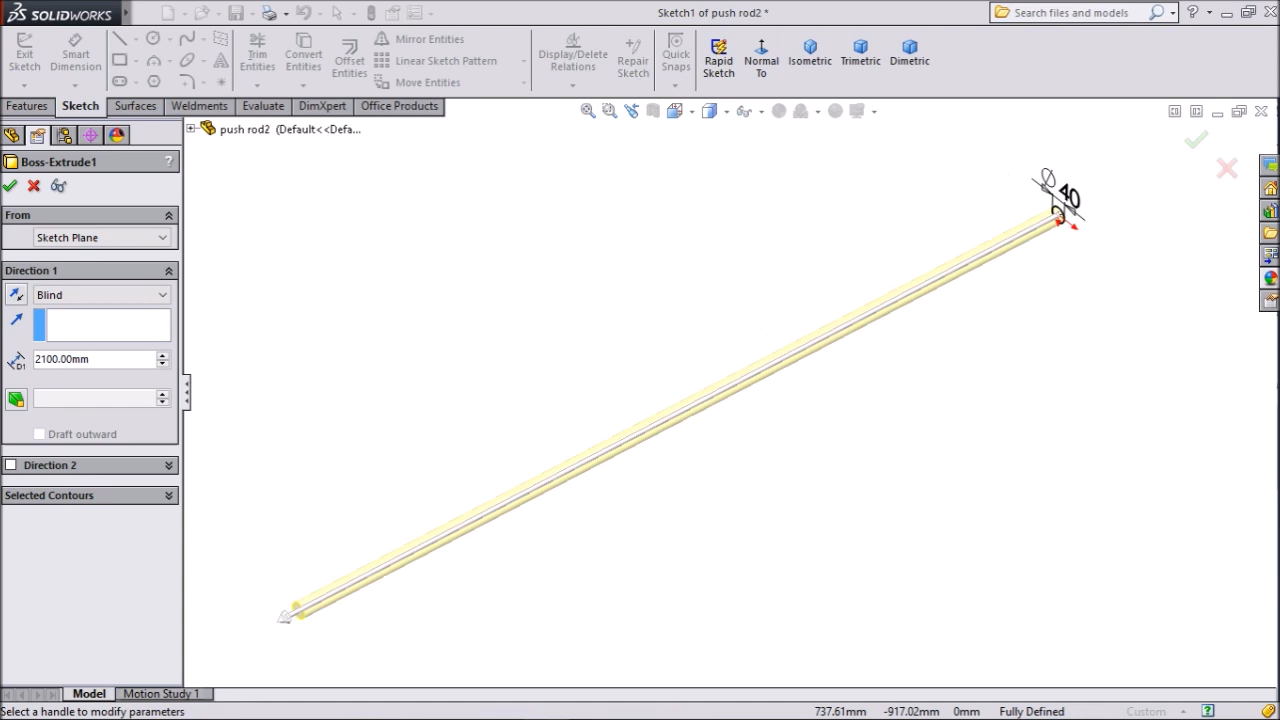 SOLIDWORKS
Sketch1 of push rod2 *
Search files and models
Exit Sketch
Smart Dimension
Trim Entities
Convert Entities
Offset Entities
Mirror Entities
Linear Sketch Pattern
Move Entities
Display/Delete Relations
Repair Sketch
Quick Snaps
Rapid Sketch
Normal To
Isometric
Trimetric
Dimetric
Features
Sketch
Surfaces
Weldments
Evaluate
DimXpert
Office Products
push rod2 (Default<<Defa...
Boss-Extrude1
?
From
Sketch Plane
Direction 1
Blind
D1
2100.00mm
Draft outward
Direction 2
Selected Contours
∅ 40
Model
Motion Study 1
Select a handle to modify parameters
737.61mm
-917.02mm
0mm
Fully Defined
Custom